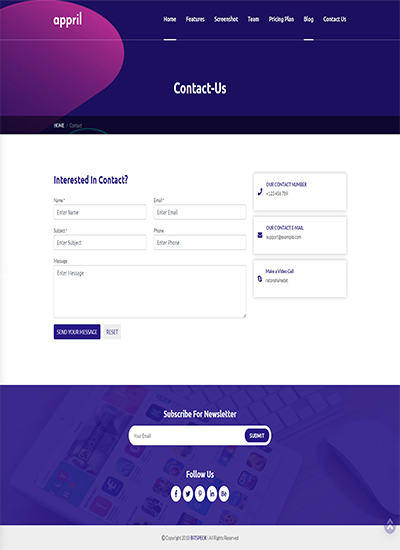 appril
Home Features Screenshot Team Pricing Plan Blog Contact Us
Contact-Us
HOME / Contact
Interested In Contact?
Name * Email *
Enter Name Enter Email
Subject * Phone
Enter Subject Enter Phone
Message
Enter Message
SEND YOUR MESSAGE RESET
OUR CONTACT NUMBER
+123 456 789
OUR CONTACT E-MAIL
support@example.com
Make a Video Call
Subscribe For Newsletter
Your Email SUBMIT
Follow Us
© Copyright 2018 BITSPECK - All Rights Reserved